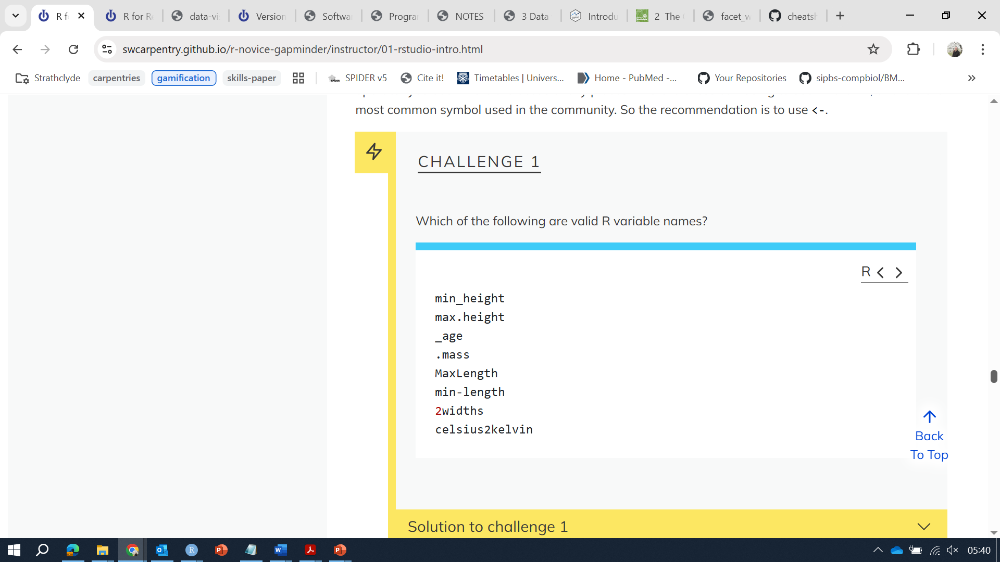 R f
R for R
data-vi
Version
Softwa
Progra
NOTES
3 Data
Introdu
2 The
facet_w
cheatsh
swcarpentry.github.io/r-novice-gapminder/instructor/01-rstudio-intro.html
Strathclyde
carpentries
gamification
skills-paper
SPIDER v5
Cite it!
Timetables | Univers...
Home - PubMed -...
Your Repositories
sipbs-compbiol/BM...
most common symbol used in the community. So the recommendation is to use <-.
CHALLENGE 1
Which of the following are valid R variable names?
R < >
min_height
max.height
_age
.mass
MaxLength
min-length
2widths
celsius2kelvin
Back
To Top
Solution to challenge 1
05:40